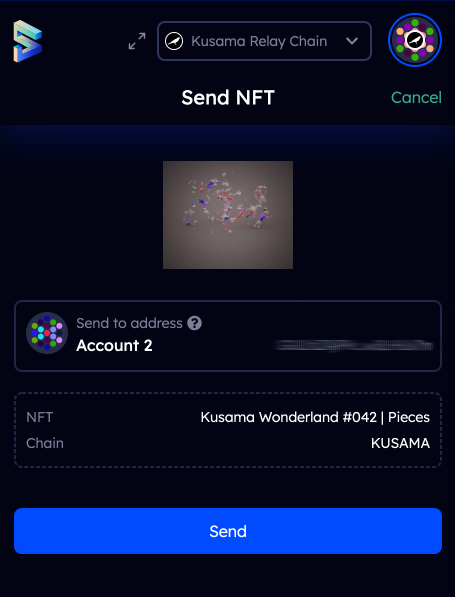 Kusama Relay Chain
Send NFT
Cancel
Send to address
Account 2
NFT
Kusama Wonderland #042 | Pieces
Chain
KUSAMA
Send